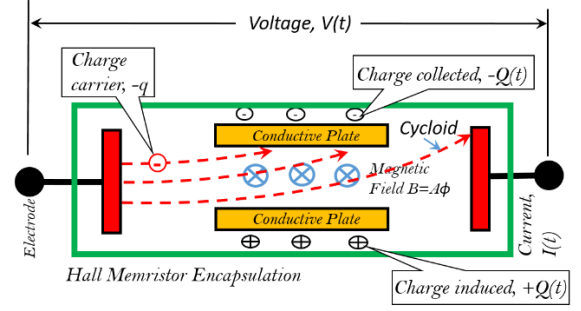 Voltage, V(t)
Charge
carrier, -q
Charge collected, -Q(t)
Conductive Plate
Cycloid
Magnetic
Field B=Aϕ
Conductive Plate
Electrode
Current,
I(t)
Hall Memristor Encapsulation
Charge induced, +Q(t)